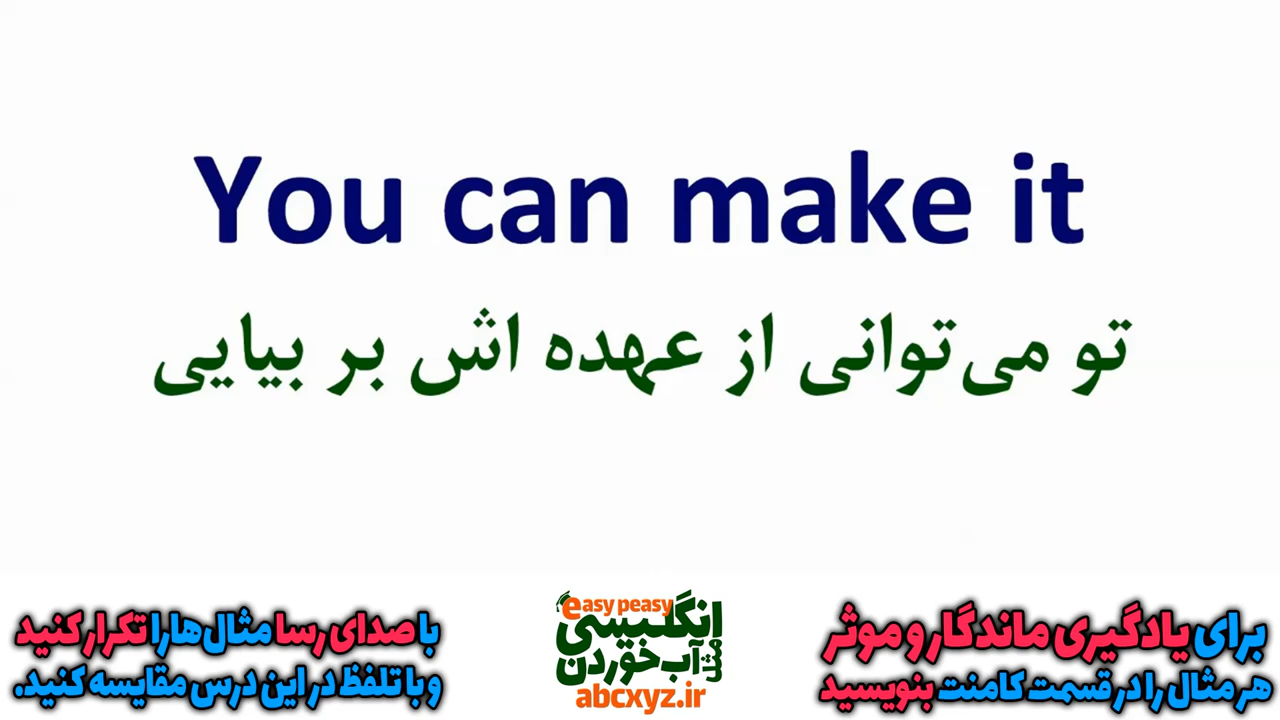 You can make it
تو می‌توانی از عهده اش بر بیایی
برای یادگیری ماندگار و موثر
هر مثال را در قسمت کامنت بنویسید
easy peasy
انگلیسی
مثل
آب خوردن
abcxyz.ir
با صدای رسا مثال‌ها را تکرار کنید
و با تلفظ در این درس مقایسه کنید.